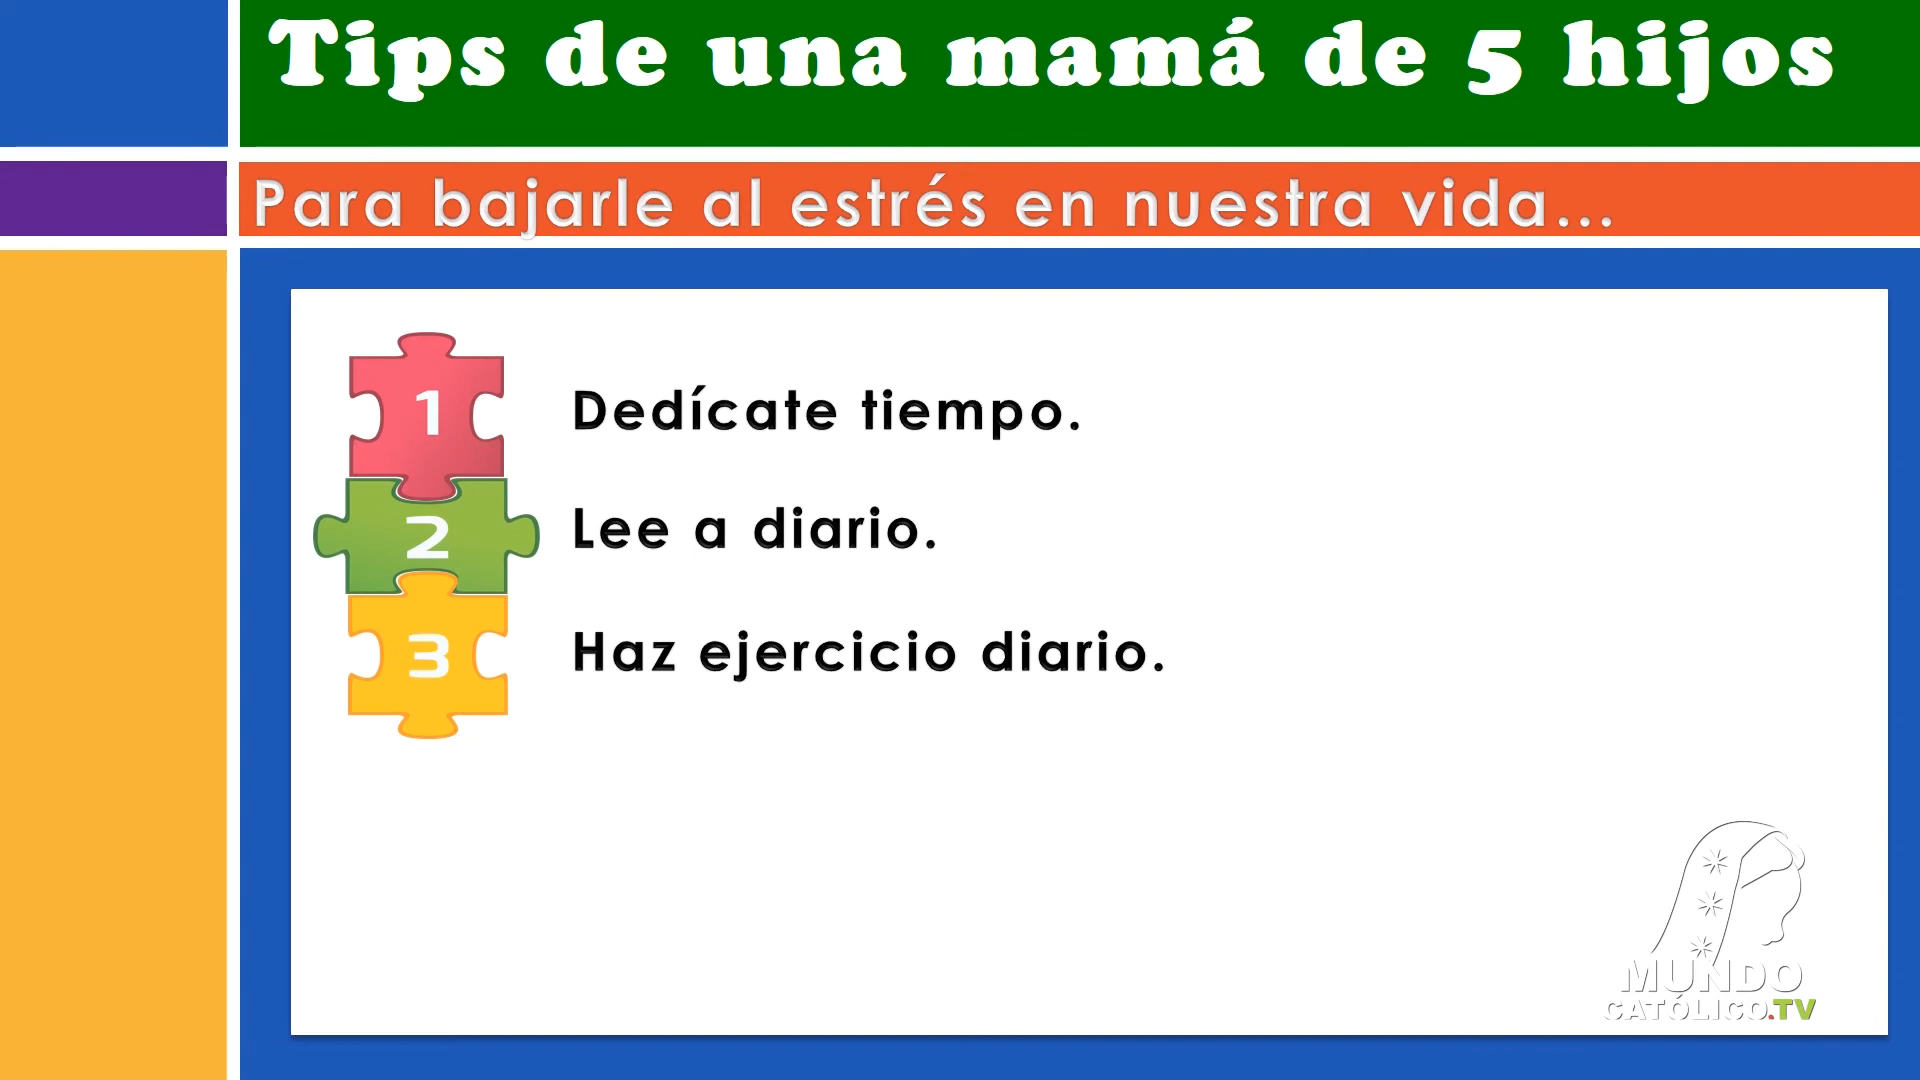 Tips de una mamá de 5 hijos
Para bajarle al estrés en nuestra vida...
1 Dedícate tiempo.
2 Lee a diario.
3 Haz ejercicio diario.
MUNDO
CATÓLICO.TV